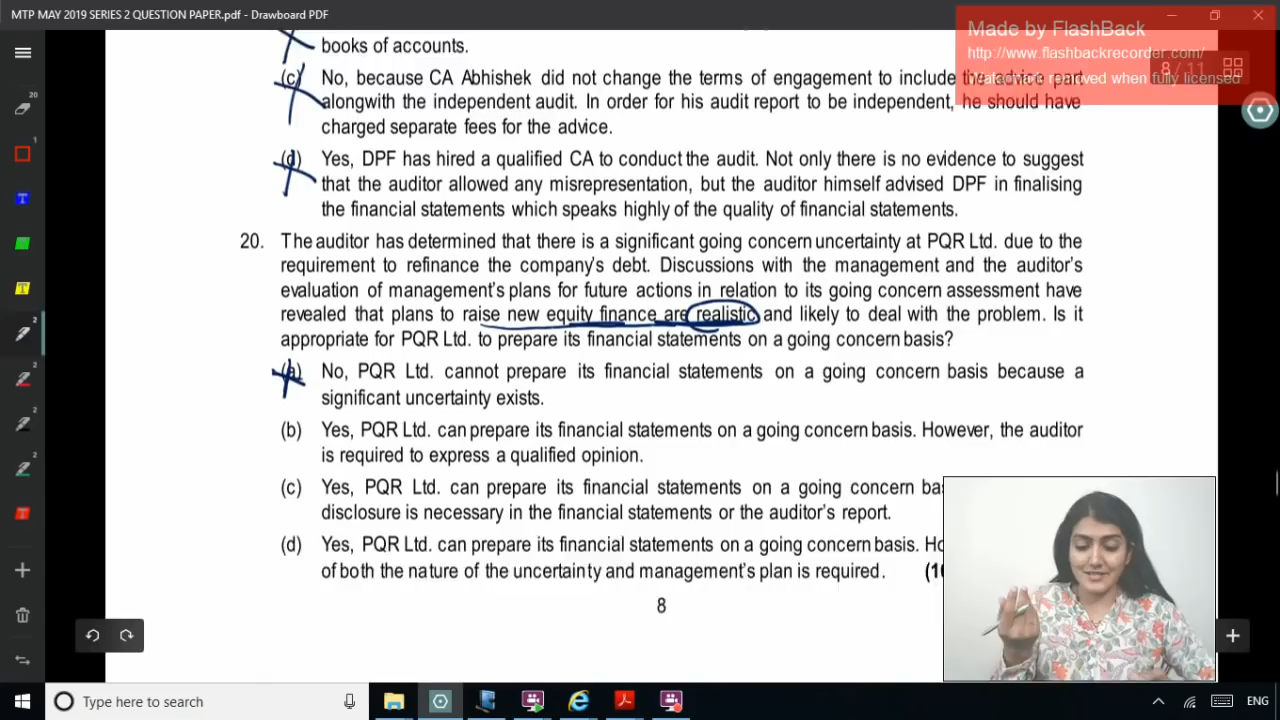 MTP MAY 2019 SERIES 2 QUESTION PAPER.pdf - Drawboard PDF
Made by FlashBack
http://www.flashbackrecorder.com/
Watermark removed when fully licensed
8 / 11
books of accounts.
(c) No, because CA Abhishek did not change the terms of engagement to include the advice part
alongwith the independent audit. In order for his audit report to be independent, he should have
charged separate fees for the advice.
(d) Yes, DPF has hired a qualified CA to conduct the audit. Not only there is no evidence to suggest
that the auditor allowed any misrepresentation, but the auditor himself advised DPF in finalising
the financial statements which speaks highly of the quality of financial statements.
20. The auditor has determined that there is a significant going concern uncertainty at PQR Ltd. due to the
requirement to refinance the company's debt. Discussions with the management and the auditor's
evaluation of management's plans for future actions in relation to its going concern assessment have
revealed that plans to raise new equity finance are realistic and likely to deal with the problem. Is it
appropriate for PQR Ltd. to prepare its financial statements on a going concern basis?
(a) No, PQR Ltd. cannot prepare its financial statements on a going concern basis because a
significant uncertainty exists.
(b) Yes, PQR Ltd. can prepare its financial statements on a going concern basis. However, the auditor
is required to express a qualified opinion.
(c) Yes, PQR Ltd. can prepare its financial statements on a going concern
disclosure is necessary in the financial statements or the auditor's report.
(d) Yes, PQR Ltd. can prepare its financial statements on a going concern basis.
of both the nature of the uncertainty and management's plan is required.
8
20
1
2
2
2
2
Type here to search
ENG